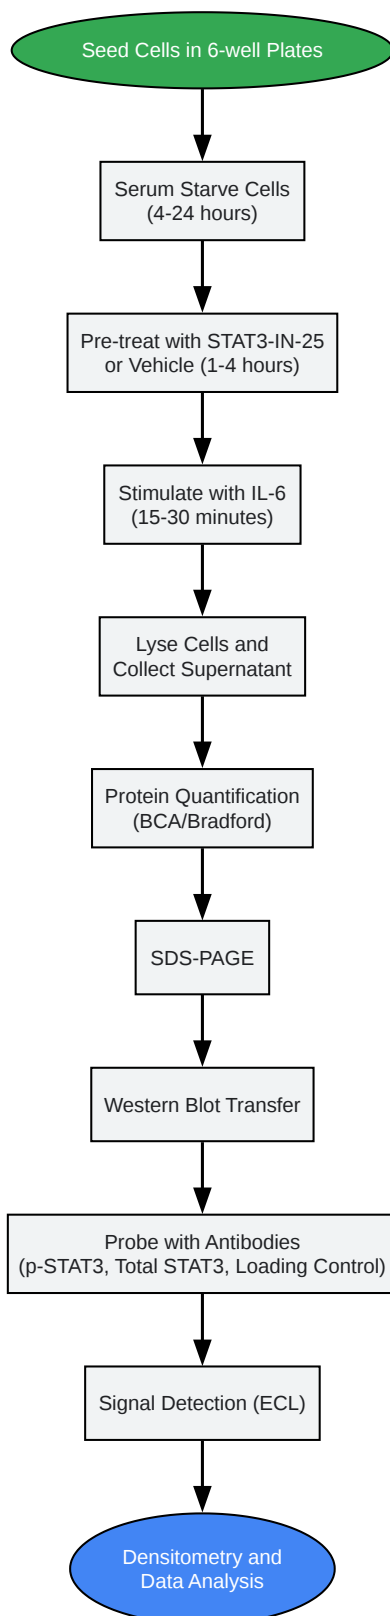 Seed Cells in 6-well Plates
Serum Starve Cells
(4-24 hours)
Pre-treat with STAT3-IN-25
or Vehicle (1-4 hours)
Stimulate with IL-6
(15-30 minutes)
Lyse Cells and
Collect Supernatant
Protein Quantification
(BCA/Bradford)
SDS-PAGE
Western Blot Transfer
Probe with Antibodies
(p-STAT3, Total STAT3, Loading Control)
Signal Detection (ECL)
Densitometry and
Data Analysis